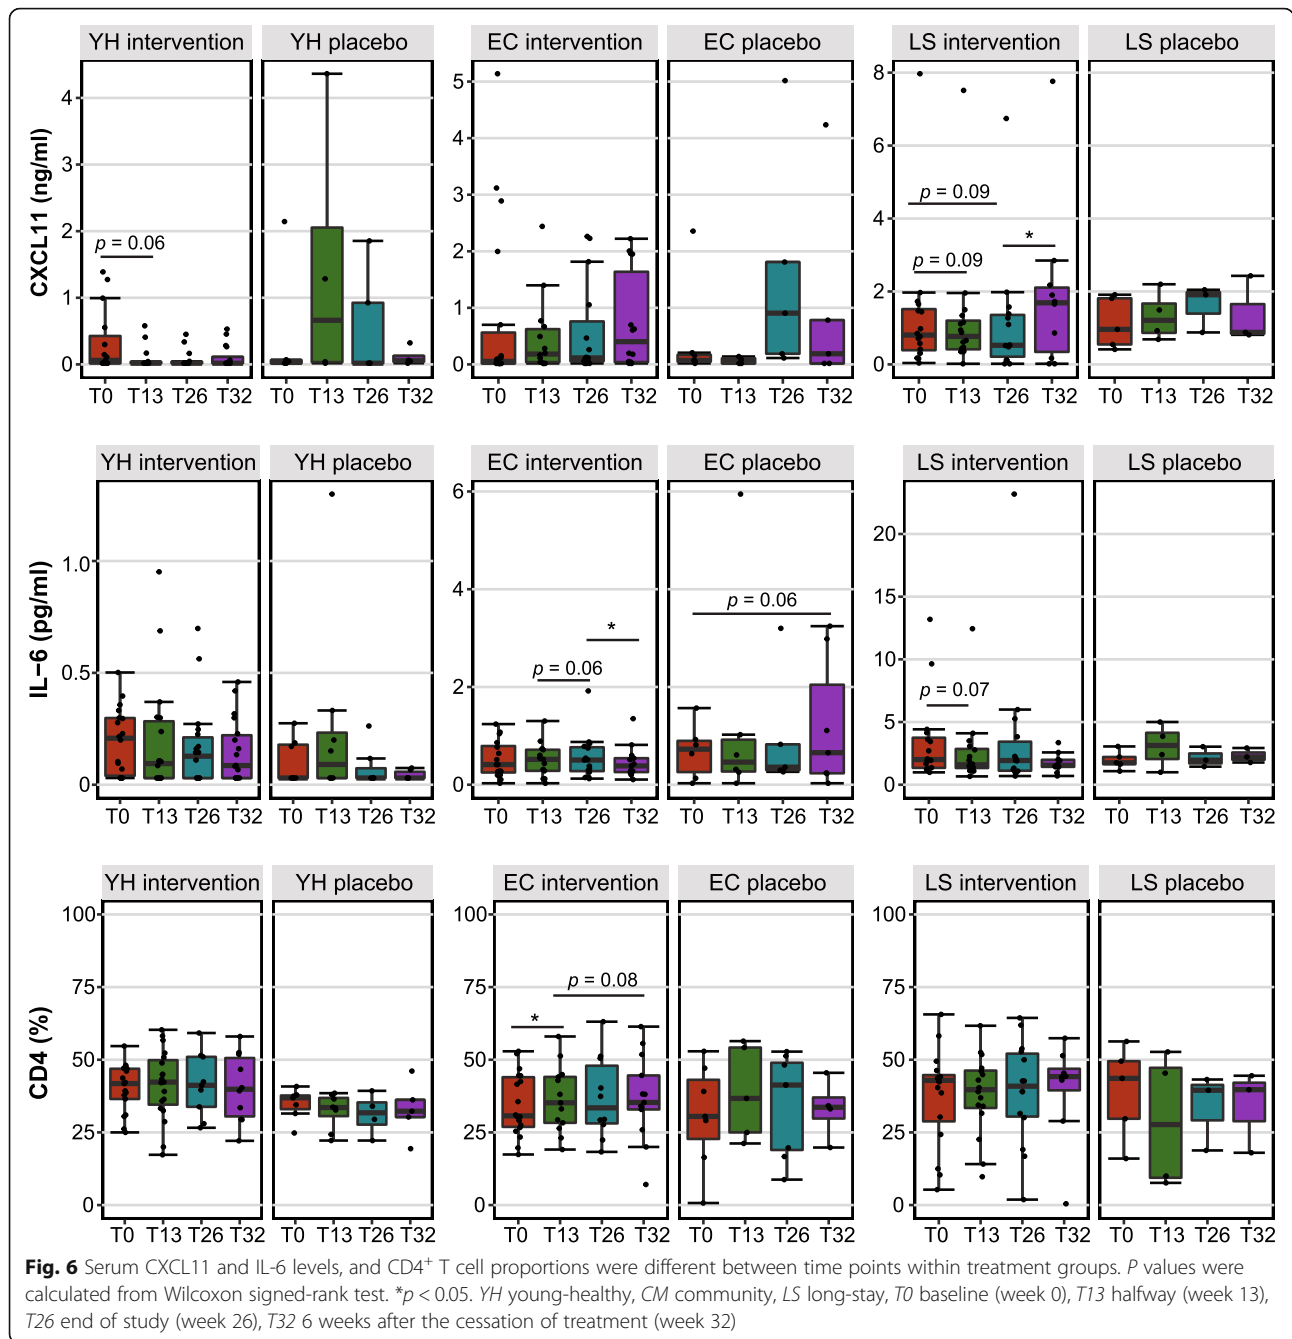 YH intervention YH placebo EC intervention EC placebo LS intervention LS placebo
CXCL11 (ng/ml)
4
3
2
1
0
p = 0.06
5
4
3
2
1
0
8
6
4
2
0
p = 0.09
p = 0.09
*
T0 T13 T26 T32 T0 T13 T26 T32 T0 T13 T26 T32 T0 T13 T26 T32 T0 T13 T26 T32 T0 T13 T26 T32
YH intervention YH placebo EC intervention EC placebo LS intervention LS placebo
IL−6 (pg/ml)
1.0
0.5
0
6
4
2
0
p = 0.06
*
p = 0.06
20
15
10
5
0
p = 0.07
T0 T13 T26 T32 T0 T13 T26 T32 T0 T13 T26 T32 T0 T13 T26 T32 T0 T13 T26 T32 T0 T13 T26 T32
YH intervention YH placebo EC intervention EC placebo LS intervention LS placebo
CD4 (%)
100
75
50
25
0
100
75
50
25
0
*
p = 0.08
100
75
50
25
0
T0 T13 T26 T32 T0 T13 T26 T32 T0 T13 T26 T32 T0 T13 T26 T32 T0 T13 T26 T32 T0 T13 T26 T32
Fig. 6 Serum CXCL11 and IL-6 levels, and CD4⁺ T cell proportions were different between time points within treatment groups. P values were
calculated from Wilcoxon signed-rank test. *p < 0.05. YH young-healthy, CM community, LS long-stay, T0 baseline (week 0), T13 halfway (week 13),
T26 end of study (week 26), T32 6 weeks after the cessation of treatment (week 32)